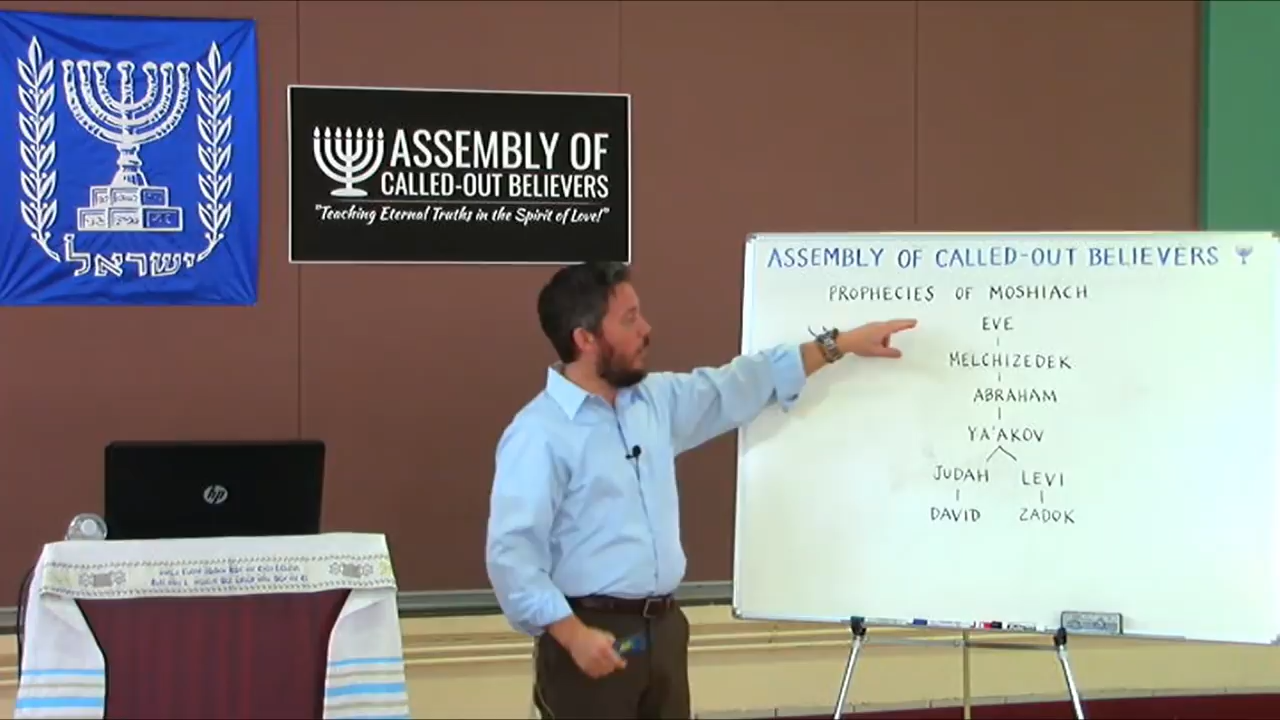 ישראל
ASSEMBLY OF
CALLED-OUT BELIEVERS
"Teaching Eternal Truths in the Spirit of Love!"
ASSEMBLY OF CALLED-OUT BELIEVERS
PROPHECIES OF MOSHIACH
EVE
MELCHIZEDEK
ABRAHAM
YA'AKOV
JUDAH LEVI
DAVID ZADOK
hp